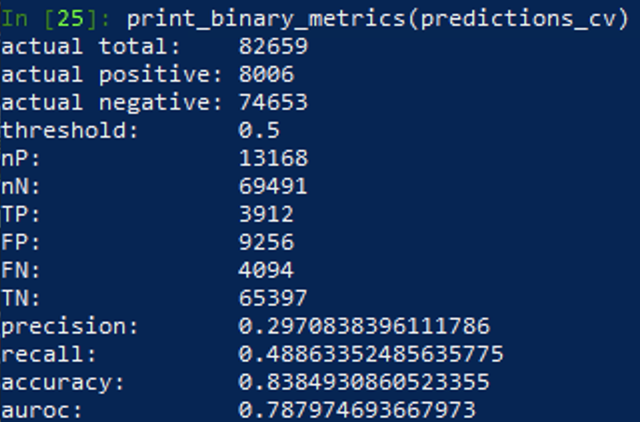 In [25]: print_binary_metrics(predictions_cv)
actual total:    82659
actual positive: 8006
actual negative: 74653
threshold:       0.5
nP:              13168
nN:              69491
TP:              3912
FP:              9256
FN:              4094
TN:              65397
precision:       0.2970838396111786
recall:          0.48863352485635775
accuracy:        0.8384930860523355
auroc:           0.787974693667973